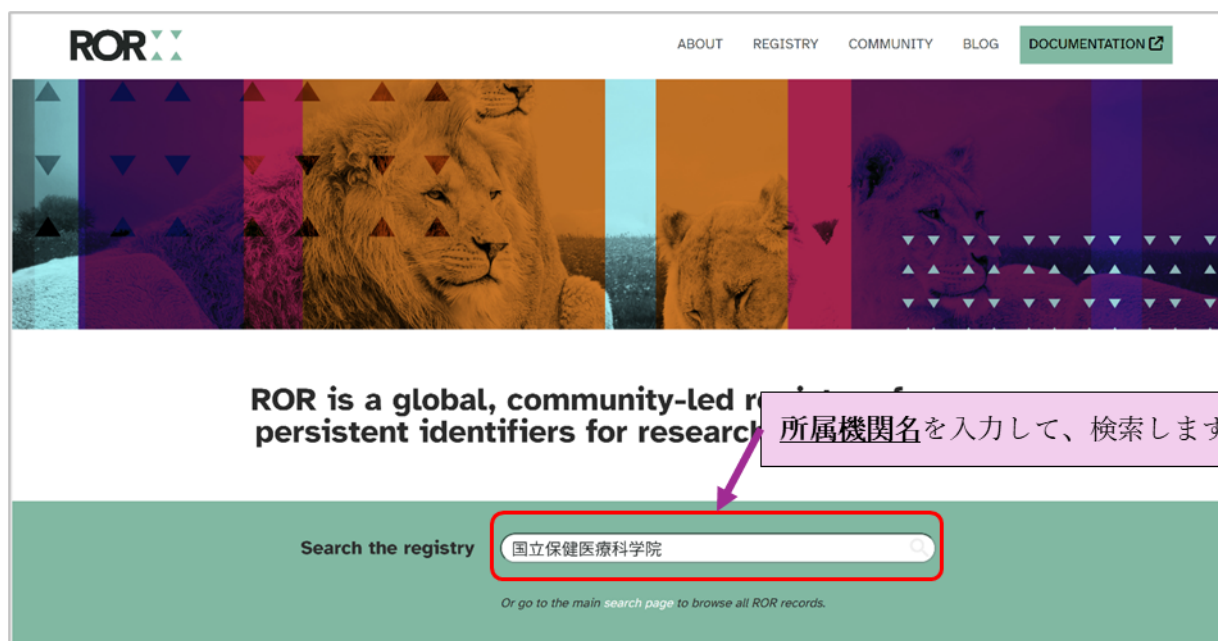 ROR
ABOUT REGISTRY COMMUNITY BLOG DOCUMENTATION
ROR is a global, community-led
persistent identifiers for research
所属機関名を入力して、検索します
Search the registry 国立保健医療科学院
Or go to the main search page to browse all ROR records.